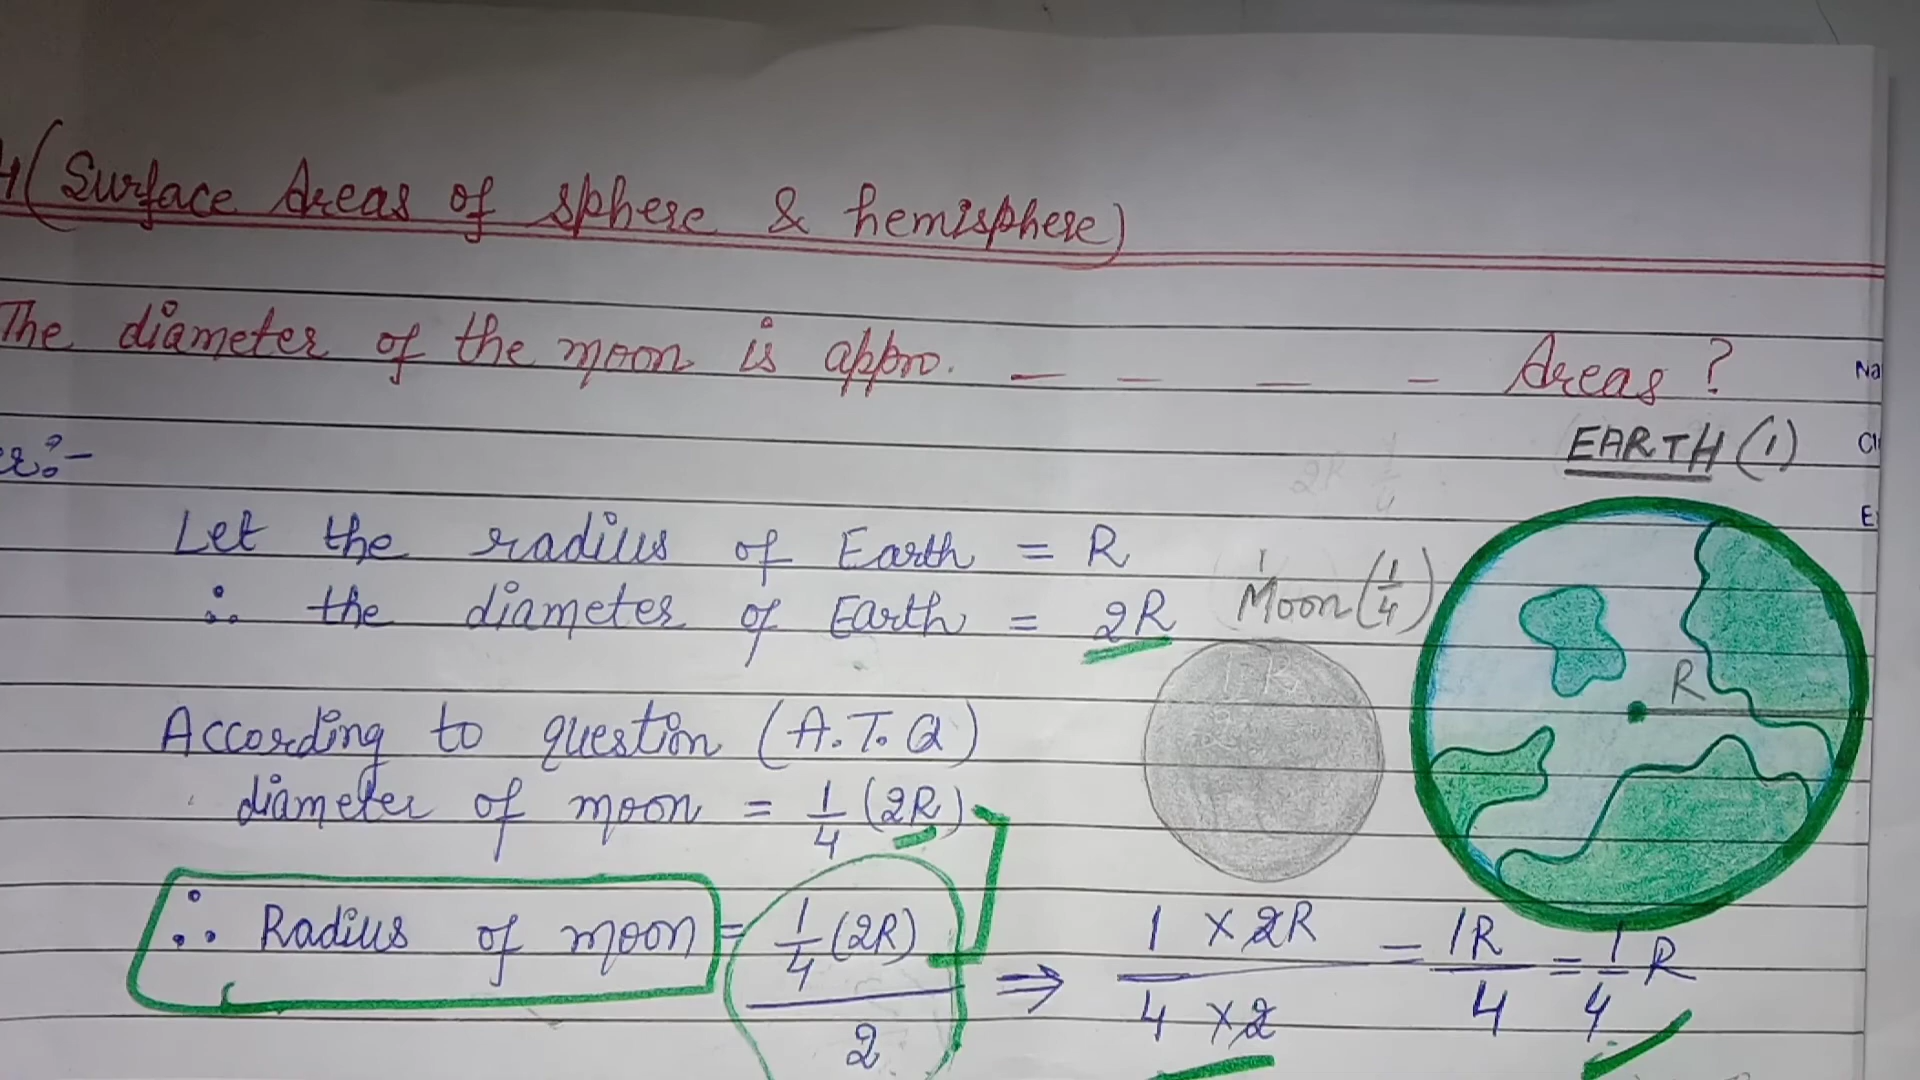 (Surface Areas of sphere & hemisphere)
The diameter of the moon is appro. — — — — Areas ?
EARTH (1)
Let the radius of Earth = R
∴ the diameter of Earth = 2R
Moon (1/4)
R
According to question (A.T.Q)
diameter of moon = 1/4 (2R)
∴ Radius of moon = 1/4 (2R) / 2 ⇒ 1 × 2R / 4 × 2 = 1R / 4 = 1/4 R